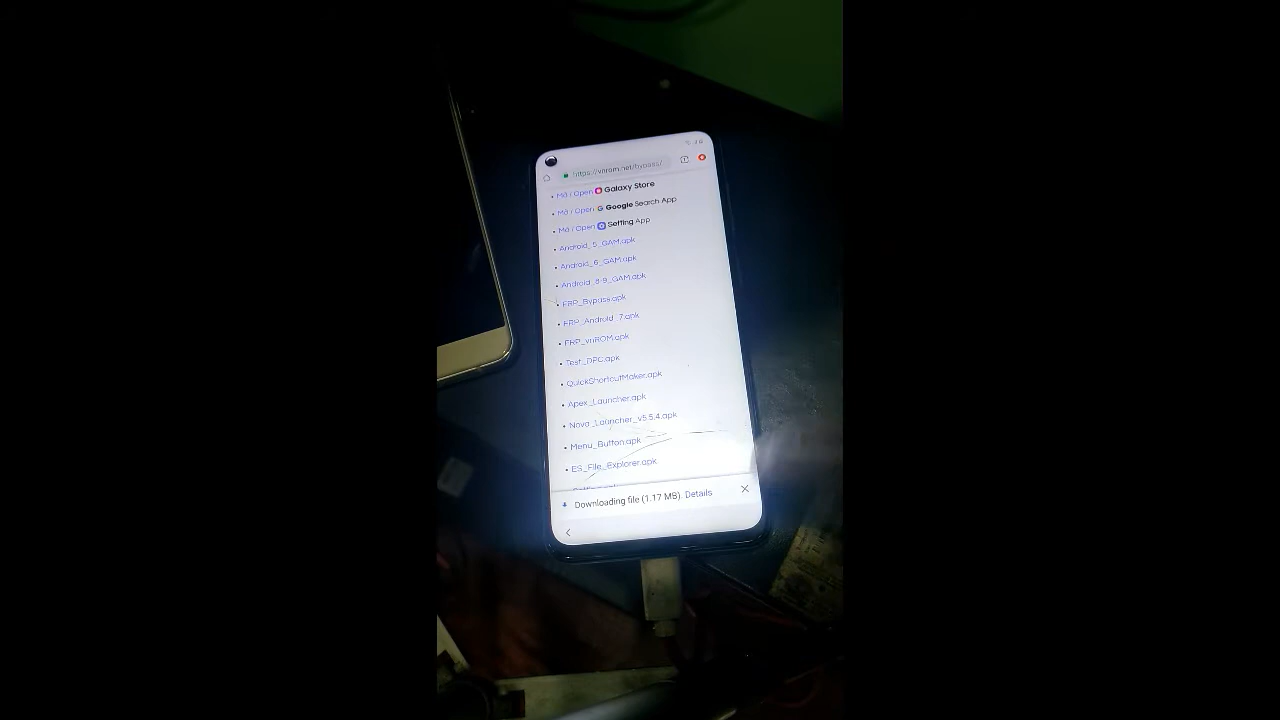 https://vnrom.net/bypass/
Mở / Open Galaxy Store
Mở / Open Google Search App
Mở / Open Setting App
Android_5_GAM.apk
Android_6_GAM.apk
Android_8-9_GAM.apk
FRP_Bypass.apk
FRP_Android_7.apk
FRP_vnROM.apk
Test_DPC.apk
QuickShortcutMaker.apk
Apex_Launcher.apk
Nova_Launcher_v5.5.4.apk
Menu_Button.apk
ES_File_Explorer.apk
Downloading file (1.17 MB). Details